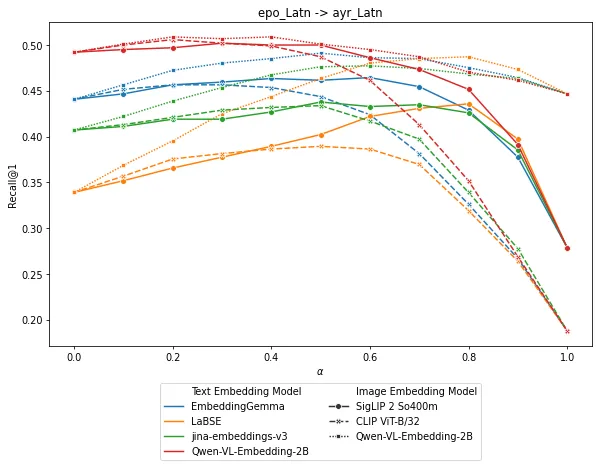 epo_Latn -> ayr_Latn
Recall@1
0.50
0.45
0.40
0.35
0.30
0.25
0.20
0.0
0.2
0.4
0.6
0.8
1.0
α
Text Embedding Model
EmbeddingGemma
LaBSE
jina-embeddings-v3
Qwen-VL-Embedding-2B
Image Embedding Model
SigLIP 2 So400m
CLIP ViT-B/32
Qwen-VL-Embedding-2B